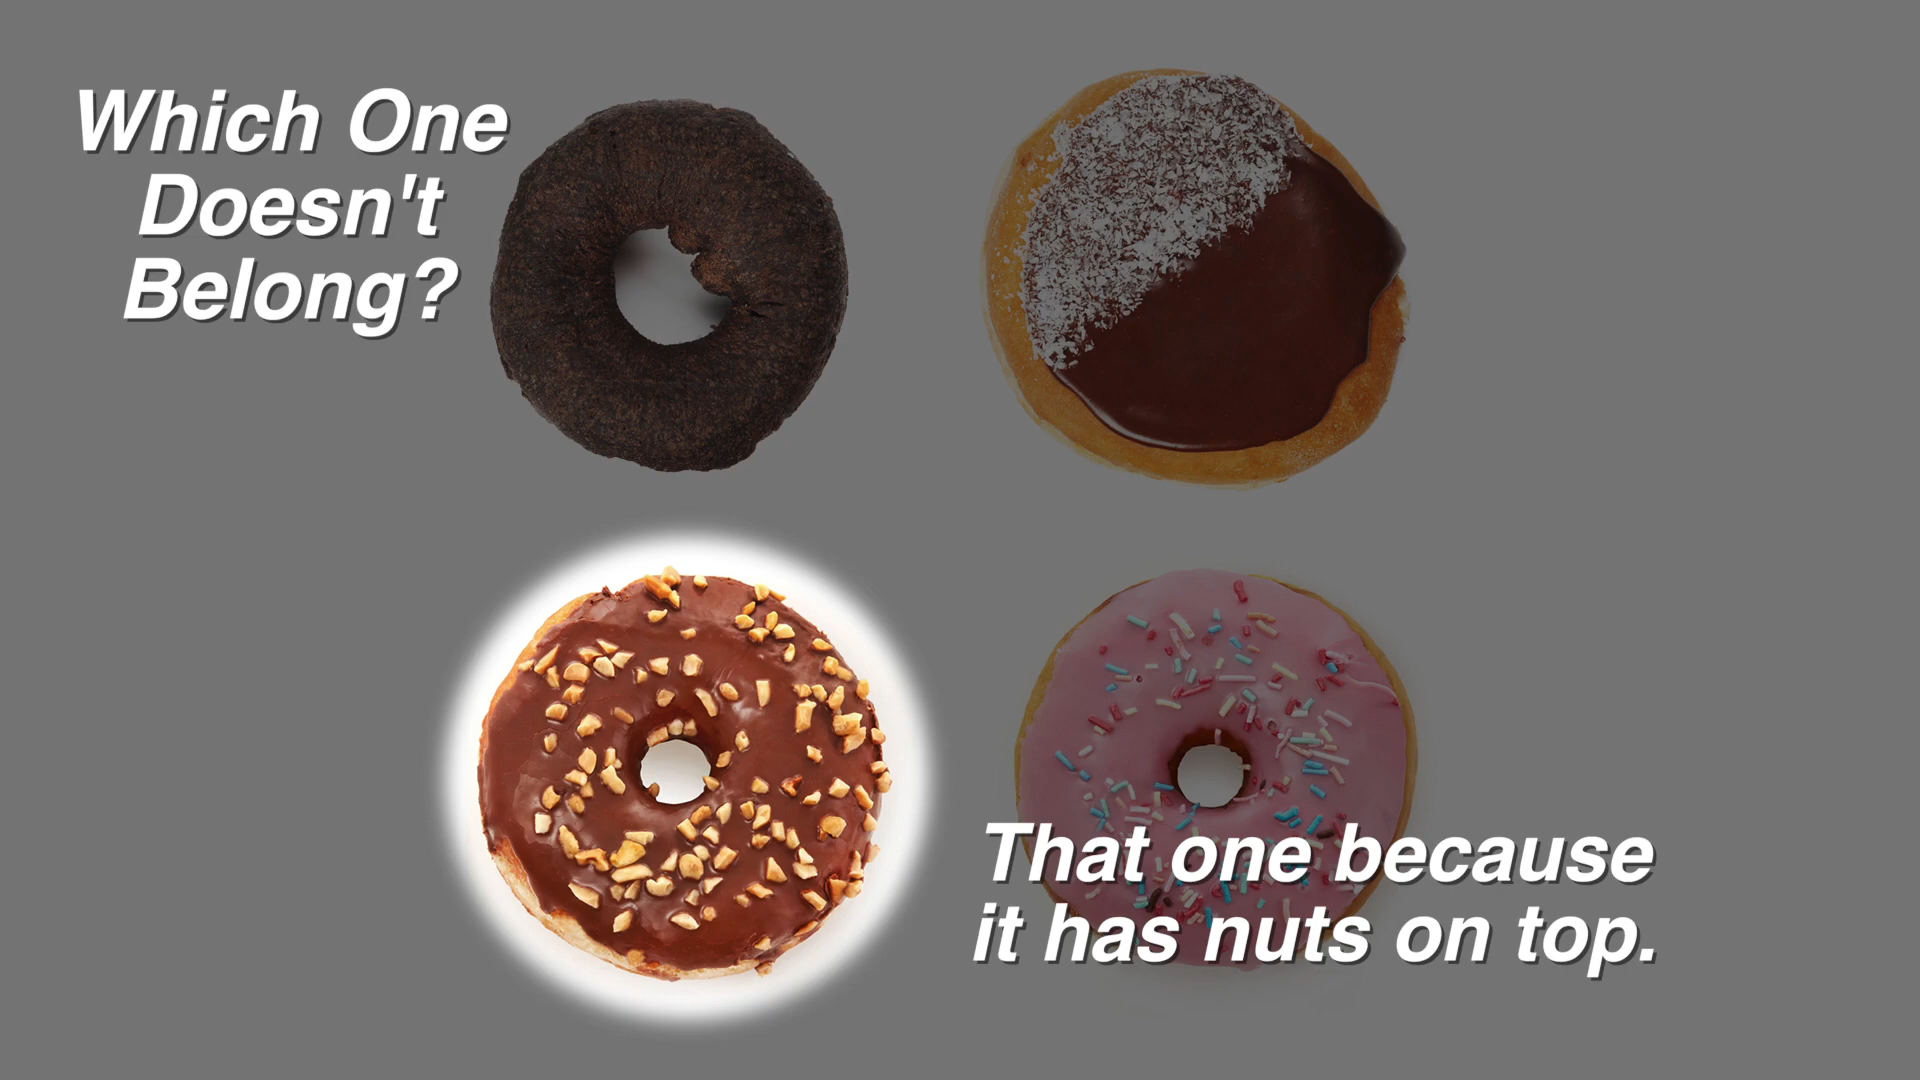 Which One
Doesn't
Belong?
That one because
it has nuts on top.